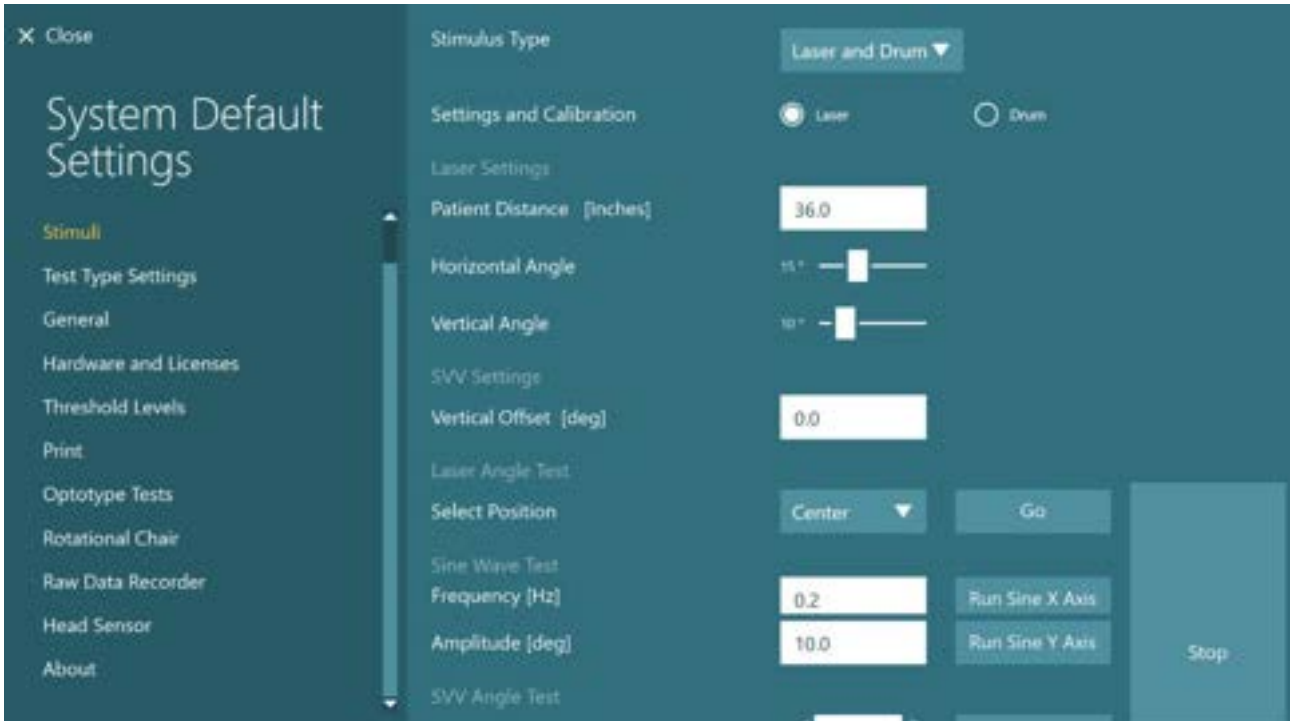 Close
System Default
Settings
Stimuli
Test Type Settings
General
Hardware and Licenses
Threshold Levels
Print
Optotype Tests
Rotational Chair
Raw Data Recorder
Head Sensor
About
Stimulus Type Laser and Drum
Settings and Calibration Laser Drum
Laser Settings
Patient Distance [inches] 36.0
Horizontal Angle 15°
Vertical Angle 10°
SVV Settings
Vertical Offset [deg] 0.0
Laser Angle Test
Select Position Center Go
Sine Wave Test
Frequency [Hz] 0.2 Run Sine X Axis
Amplitude [deg] 10.0 Run Sine Y Axis Stop
SVV Angle Test